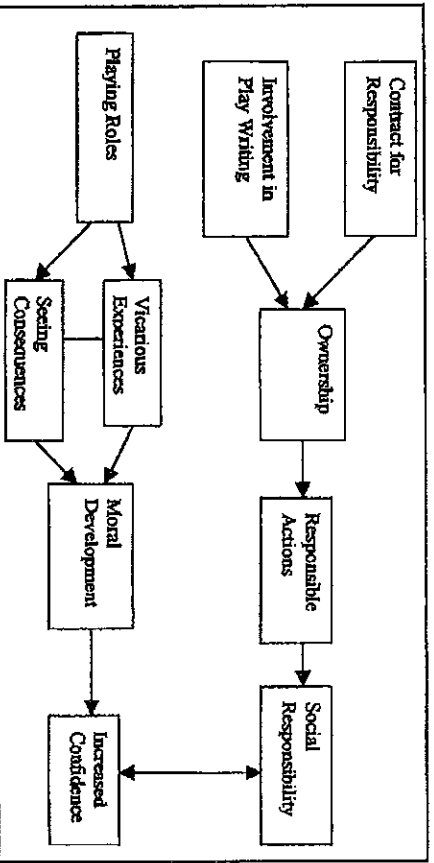 Contract for
Responsibility
Involvement in
Play Writing
Ownership
Responsible
Actions
Social
Responsibility
Playing Roles
Vicarious
Experiences
Seeing
Consequences
Moral
Development
Increased
Confidence